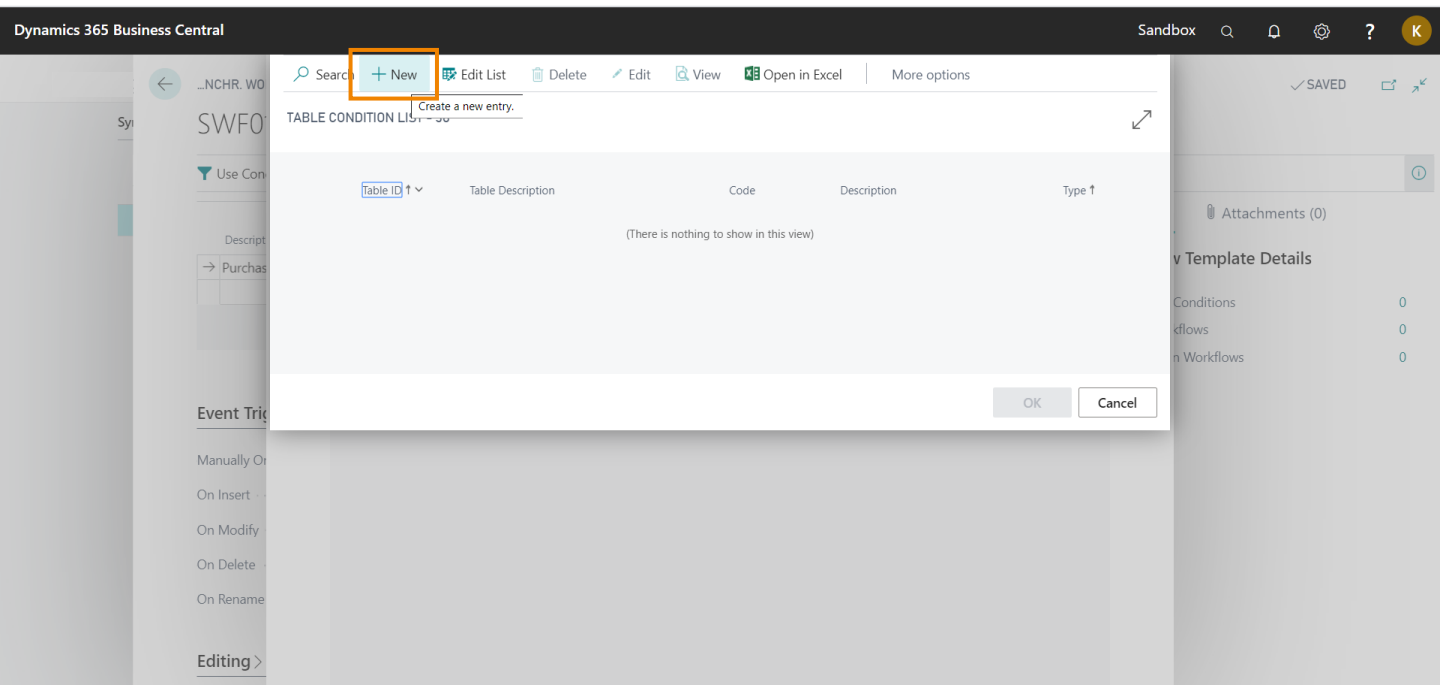 Dynamics 365 Business Central
Sandbox
?
K
Search
New
Edit List
Delete
Edit
View
Open in Excel
More options
Create a new entry.
TABLE CONDITION LIST - 
...NCHR. WO
SAVED
SWF0
Use Con
Table ID ↑
Table Description
Code
Description
Type ↑
(There is nothing to show in this view)
Attachments (0)
Descript
Template Details
→ Purchas
Conditions 0
flows 0
n Workflows 0
OK
Cancel
Event Trig
Manually On
On Insert
On Modify
On Delete
On Rename
Editing >